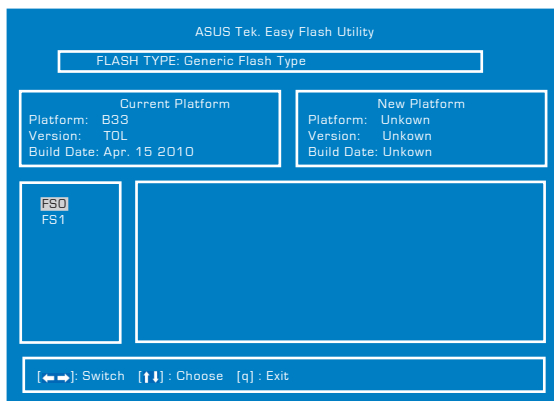 ASUS Tek. Easy Flash Utility
FLASH TYPE: Generic Flash Type
Current Platform
Platform: B33
Version: TOL
Build Date: Apr. 15 2010
New Platform
Platform: Unkown
Version: Unkown
Build Date: Unkown
FS0
FS1
[←→]: Switch [↑↓] : Choose [q] : Exit